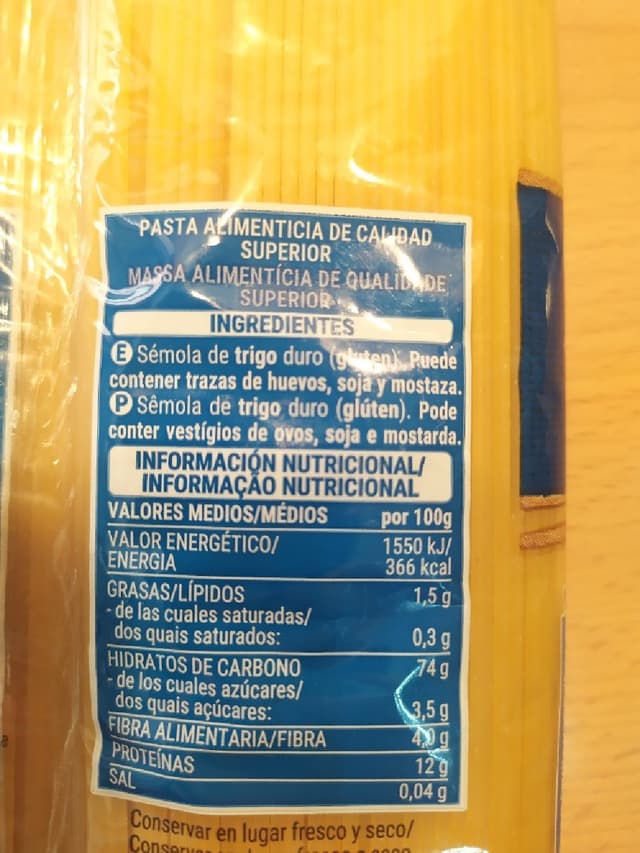 PASTA ALIMENTICIA DE CALIDAD
SUPERIOR
MASSA ALIMENTÍCIA DE QUALIDADE
SUPERIOR
INGREDIENTES
E Sémola de trigo duro (gluten). Puede
contener trazas de huevos, soja y mostaza.
P Sêmola de trigo duro (glúten). Pode
conter vestígios de ovos, soja e mostarda.
INFORMACIÓN NUTRICIONAL/
INFORMAÇÃO NUTRICIONAL
VALORES MEDIOS/MÉDIOS por 100g
VALOR ENERGÉTICO/ 1550 kJ/
ENERGIA 366 kcal
GRASAS/LÍPIDOS 1,5 g
- de las cuales saturadas/
dos quais saturados: 0,3 g
HIDRATOS DE CARBONO 74 g
- de los cuales azúcares/
dos quais açúcares: 3,5 g
FIBRA ALIMENTARIA/FIBRA 4,0 g
PROTEÍNAS 12 g
SAL 0,04 g
Conservar en lugar fresco y seco/